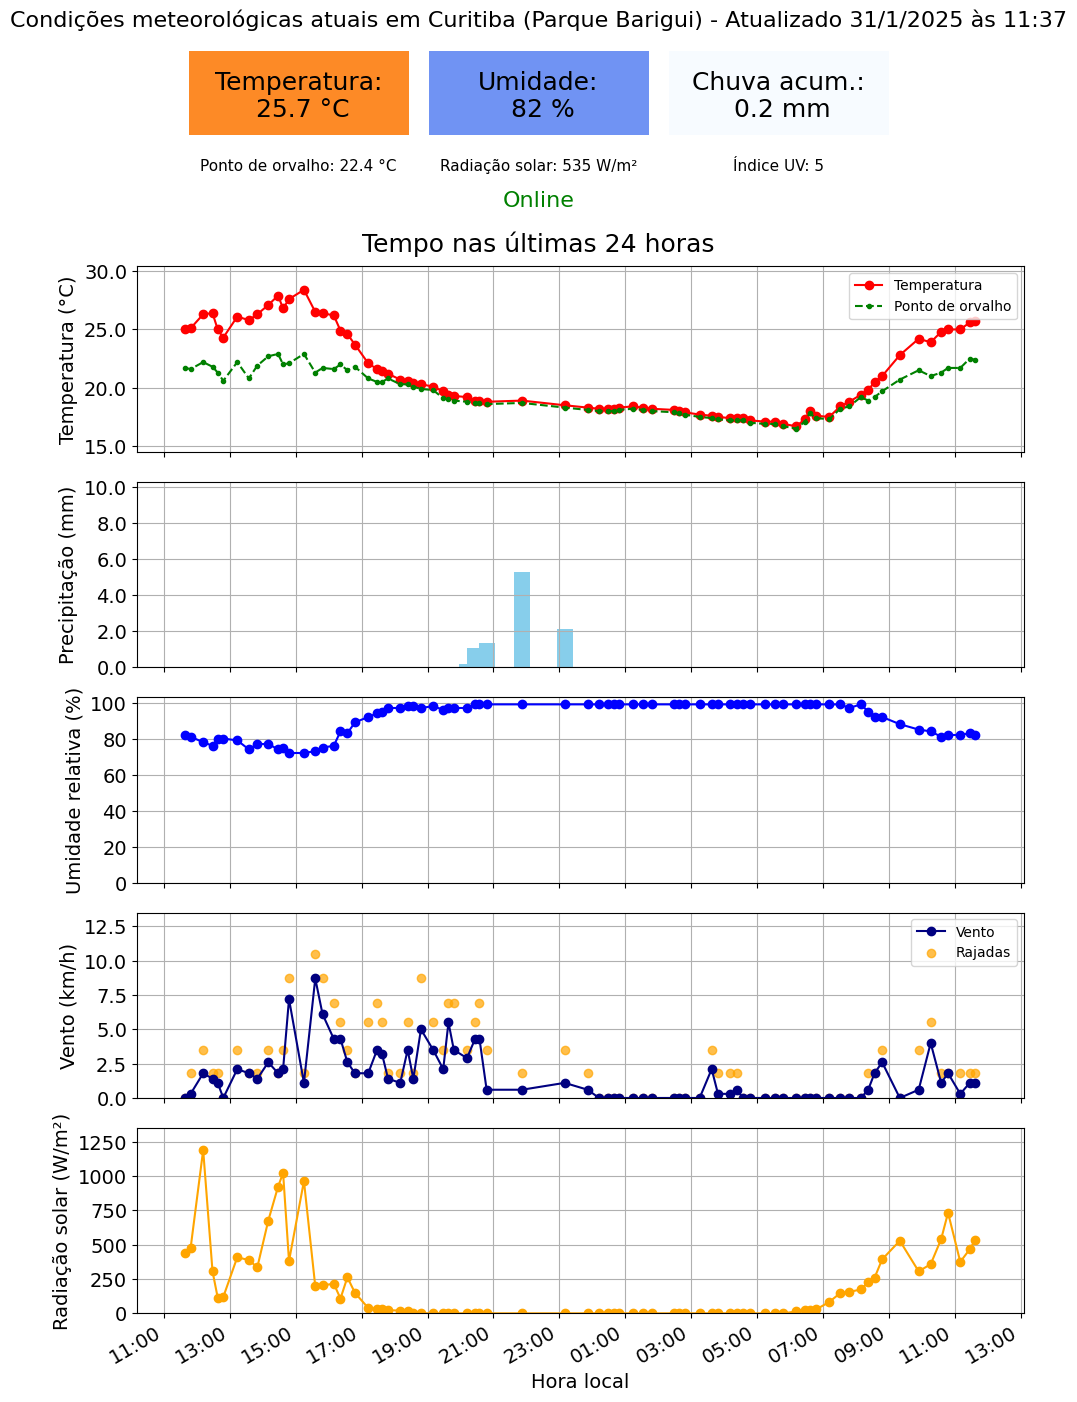 Condições meteorológicas atuais em Curitiba (Parque Barigui) - Atualizado 31/1/2025 às 11:37
Temperatura:
25.7 °C
Umidade:
82 %
Chuva acum.:
0.2 mm
Ponto de orvalho: 22.4 °C
Radiação solar: 535 W/m²
Índice UV: 5
Online
Tempo nas últimas 24 horas
Temperatura (°C)
30.0
25.0
20.0
15.0
Temperatura
Ponto de orvalho
Precipitação (mm)
10.0
8.0
6.0
4.0
2.0
0.0
Umidade relativa (%)
100
80
60
40
20
0
Vento (km/h)
12.5
10.0
7.5
5.0
2.5
0.0
Vento
Rajadas
Radiação solar (W/m²)
1250
1000
750
500
250
0
11:00
13:00
15:00
17:00
19:00
21:00
23:00
01:00
03:00
05:00
07:00
09:00
11:00
13:00
Hora local